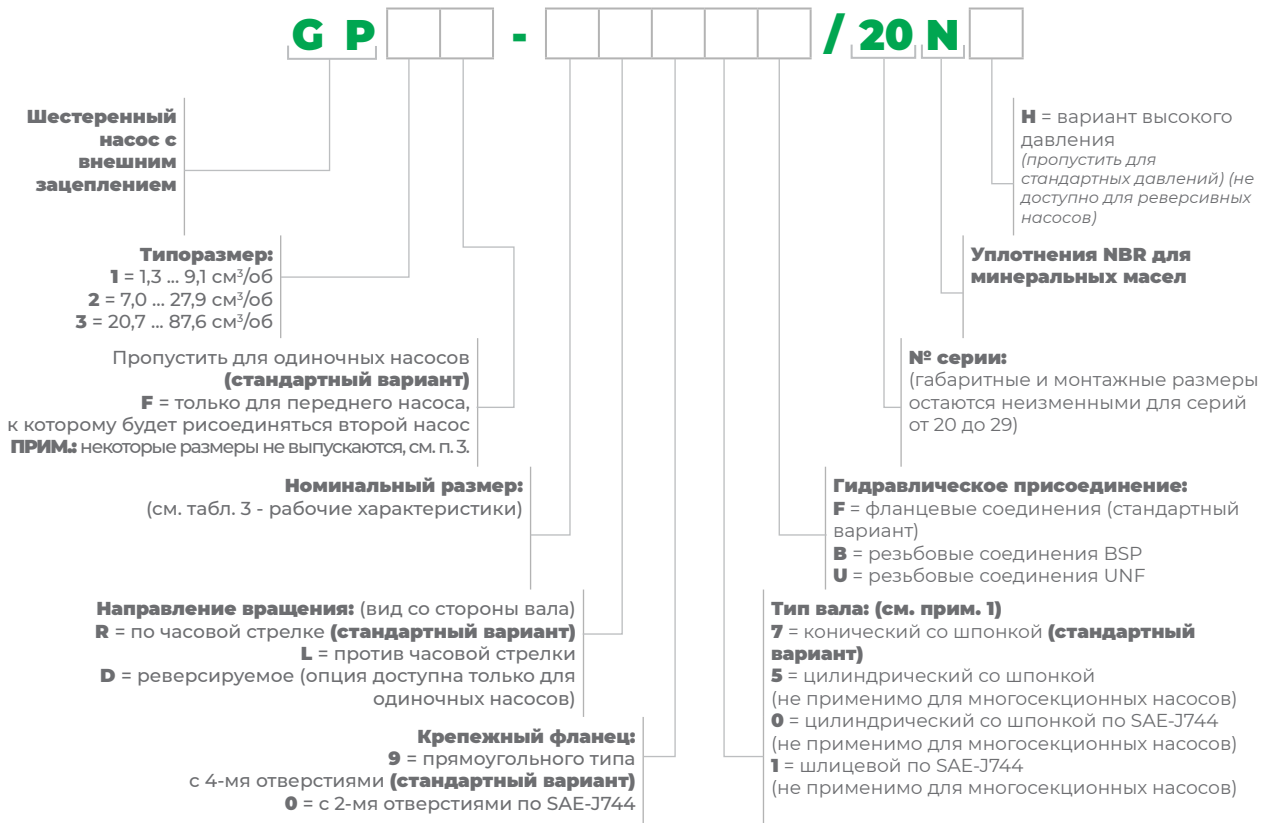 GP - / 20 N
Шестеренный
насос с
внешним
зацеплением
Типоразмер:
1 = 1,3 ... 9,1 см³/об
2 = 7,0 ... 27,9 см³/об
3 = 20,7 ... 87,6 см³/об
Пропустить для одиночных насосов
(стандартный вариант)
F = только для переднего насоса,
к которому будет рисоединяться второй насос
ПРИМ.: некоторые размеры не выпускаются, см. п. 3.
Номинальный размер:
(см. табл. 3 - рабочие характеристики)
Направление вращения: (вид со стороны вала)
R = по часовой стрелке (стандартный вариант)
L = против часовой стрелки
D = реверсируемое (опция доступна только для
одиночных насосов)
Крепежный фланец:
9 = прямоугольного типа
с 4-мя отверстиями (стандартный вариант)
0 = с 2-мя отверстиями по SAE-J744
H = вариант высокого
давления
(пропустить для
стандартных давлений) (не
доступно для реверсивных
насосов)
Уплотнения NBR для
минеральных масел
№ серии:
(габаритные и монтажные размеры
остаются неизменными для серий
от 20 до 29)
Гидравлическое присоединение:
F = фланцевые соединения (стандартный
вариант)
B = резьбовые соединения BSP
U = резьбовые соединения UNF
Тип вала: (см. прим. 1)
7 = конический со шпонкой (стандартный
вариант)
5 = цилиндрический со шпонкой
(не применимо для многосекционных насосов)
0 = цилиндрический со шпонкой по SAE-J744
(не применимо для многосекционных насосов)
1 = шлицевой по SAE-J744
(не применимо для многосекционных насосов)